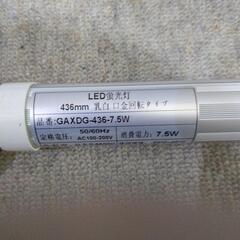 LED蛍光灯
436mm 乳白 口金回転タイプ
品番:GAXDG-436-7.5W
50/60Hz
定格電圧:AC100-200V 消費電力:7.5W